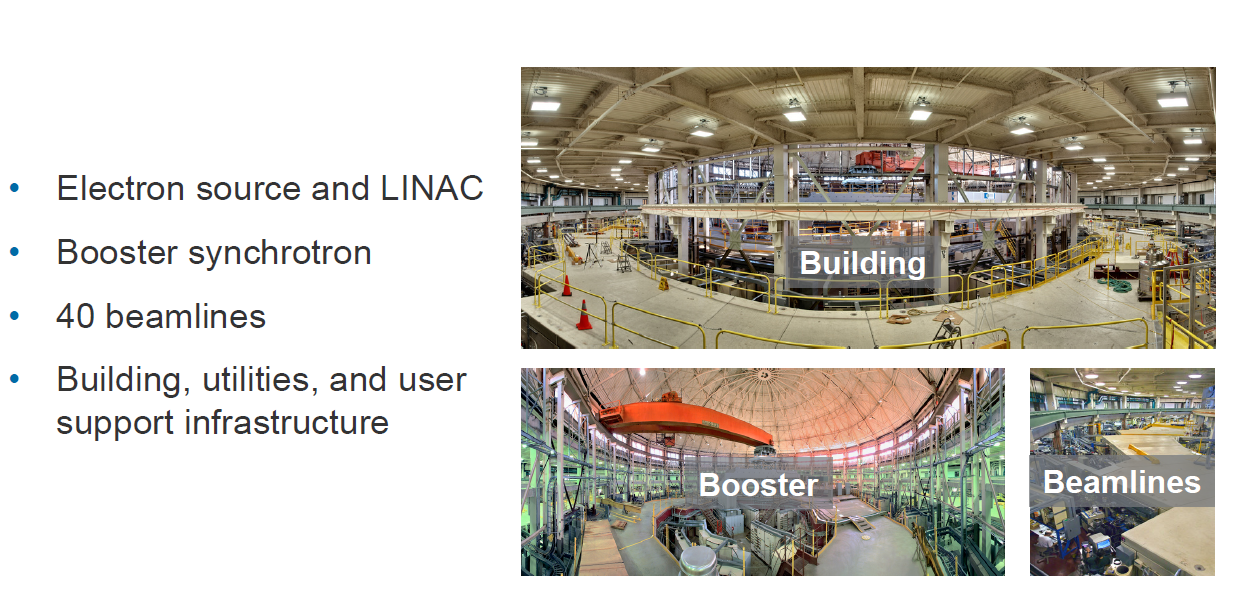 Electron source and LINAC
Booster synchrotron
40 beamlines
Building, utilities, and user
support infrastructure
Building
Booster
Beamlines